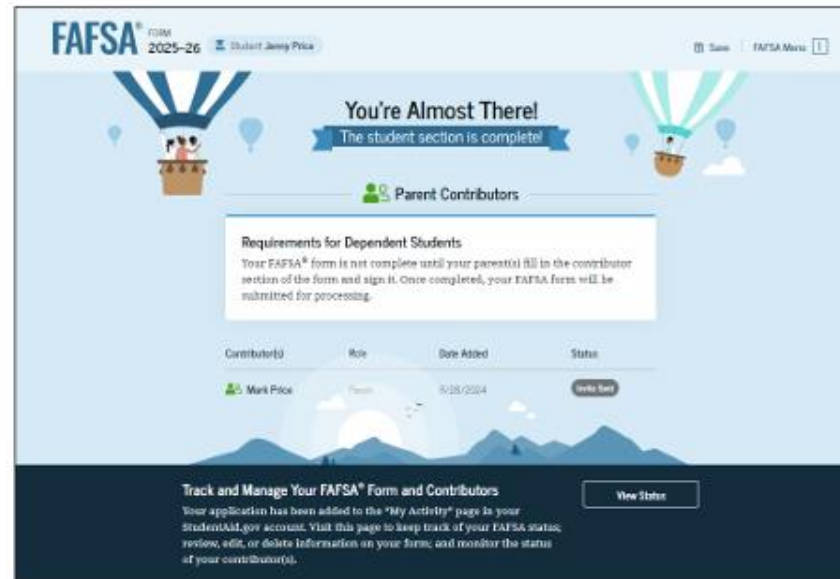 FAFSA® FORM
2025–26
Student Jenny Price
Save
FAFSA Menu
You're Almost There!
The student section is complete!
Parent Contributors
Requirements for Dependent Students
Your FAFSA® form is not complete until your parent(s) fill in the contributor
section of the form and sign it. Once completed, your FAFSA form will be
submitted for processing.
Contributor(s) Role Date Added Status
Mark Price Parent 9/28/2024 Invite Sent
Track and Manage Your FAFSA® Form and Contributors
View Status
Your application has been added to the "My Activity" page in your
StudentAid.gov account. Visit this page to keep track of your FAFSA status;
review, edit, or delete information on your form; and monitor the status
of your contributor(s).